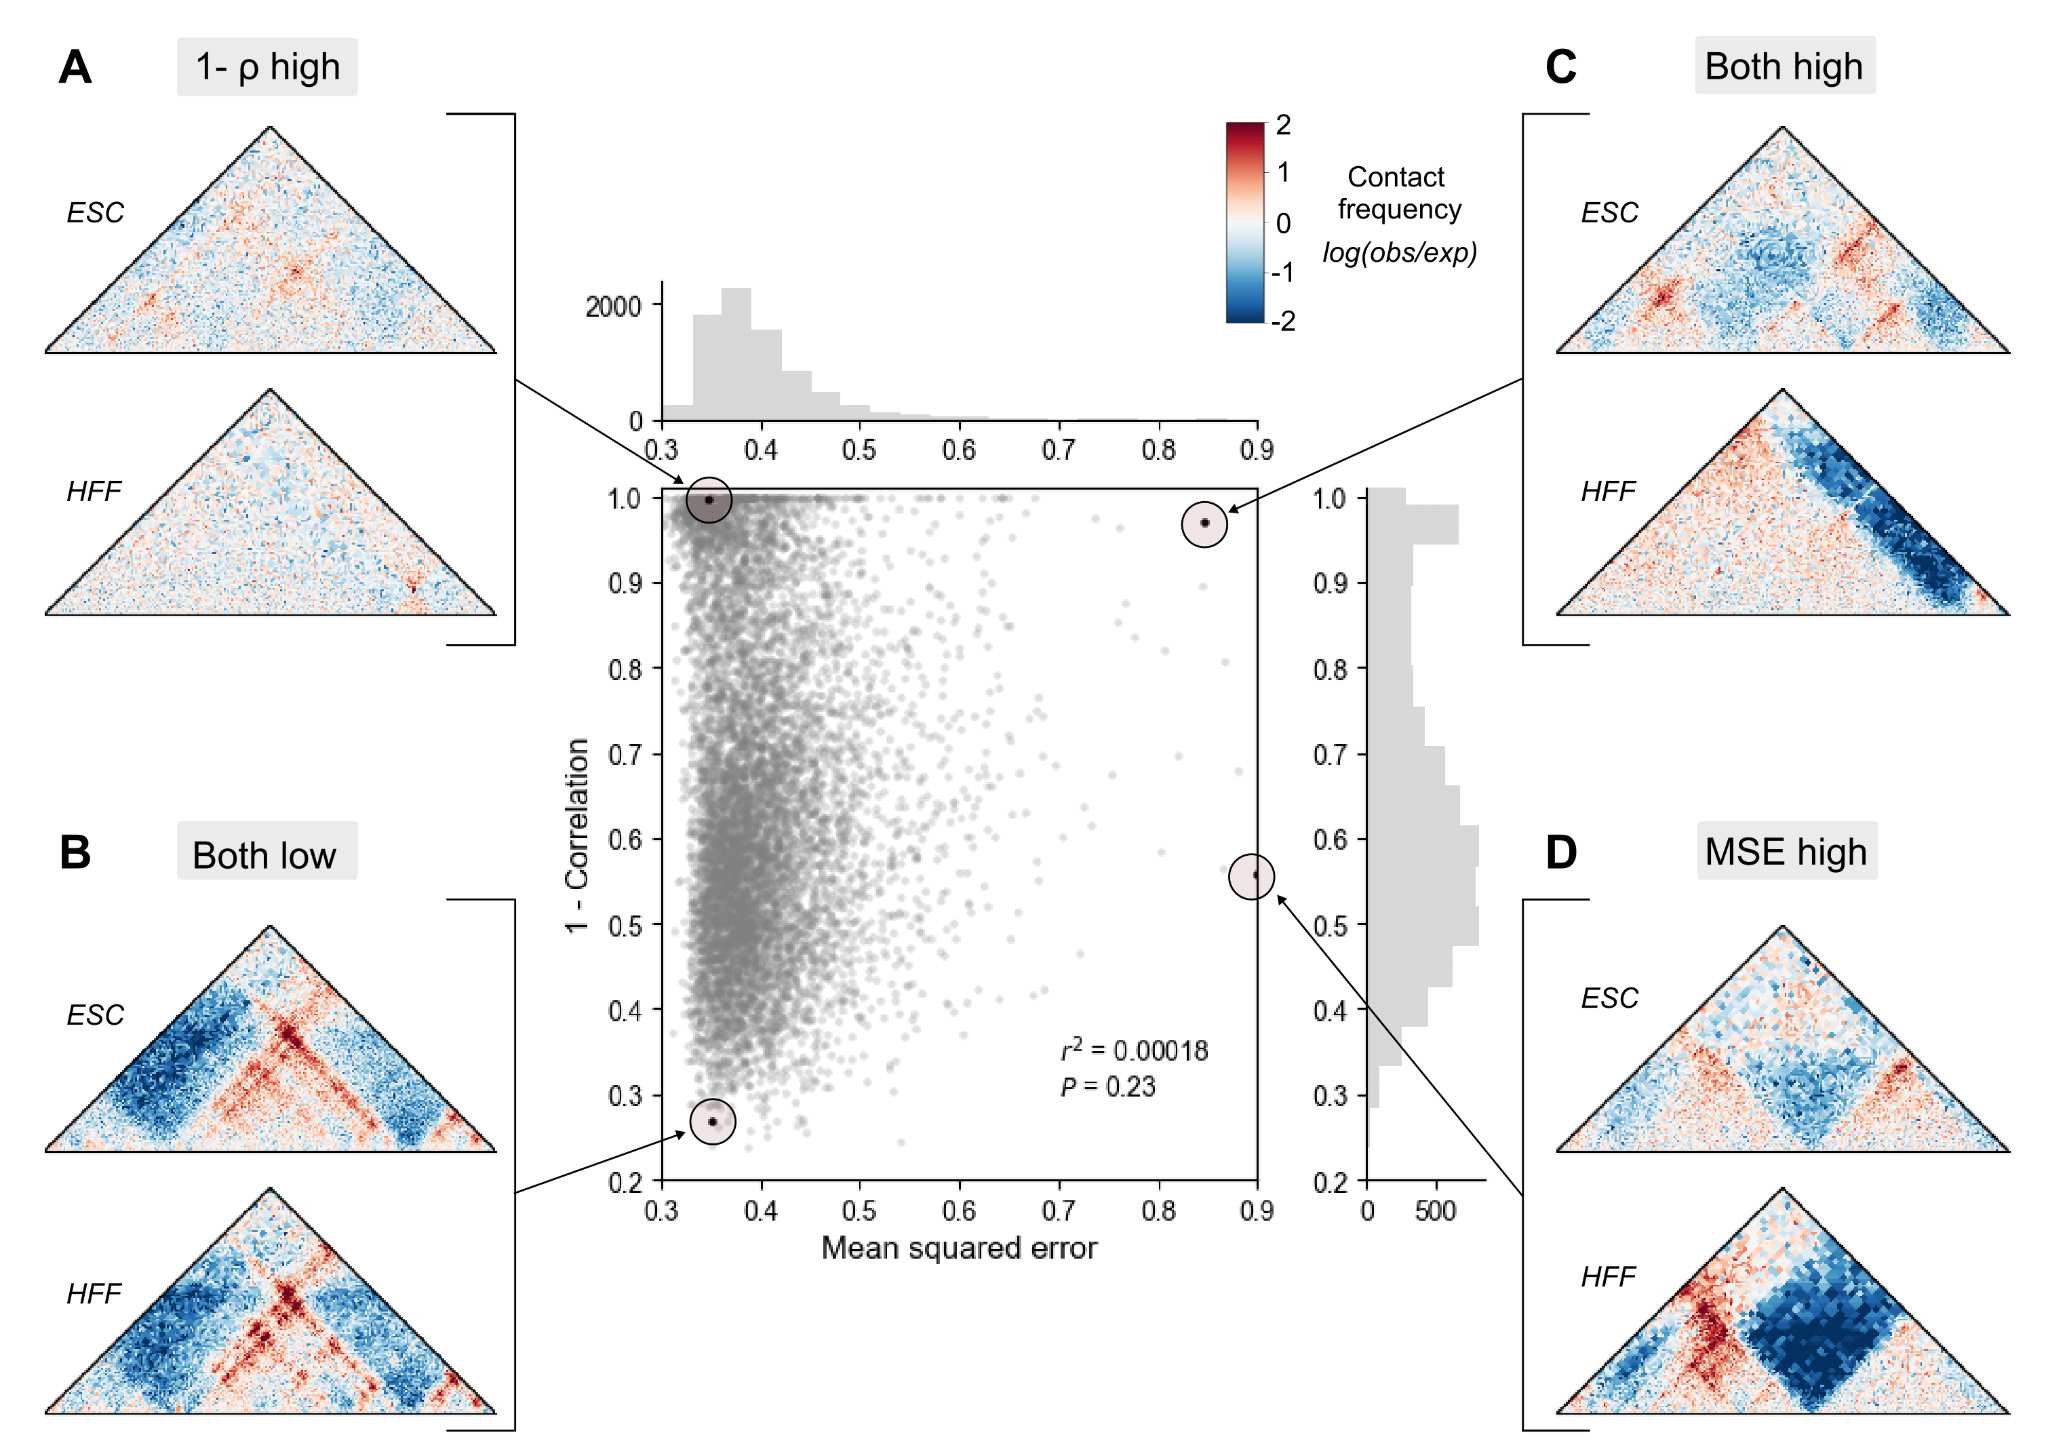 A
1- ρ high
ESC
HFF
B
Both low
ESC
HFF
C
Both high
ESC
HFF
D
MSE high
ESC
HFF
2
1
0
-1
-2
Contact
frequency
log(obs/exp)
2000
0
0.3 0.4 0.5 0.6 0.7 0.8 0.9
1 - Correlation
1.0
0.9
0.8
0.7
0.6
0.5
0.4
0.3
0.2
r² = 0.00018
P = 0.23
0.3 0.4 0.5 0.6 0.7 0.8 0.9
Mean squared error
1.0
0.9
0.8
0.7
0.6
0.5
0.4
0.3
0.2
0 500